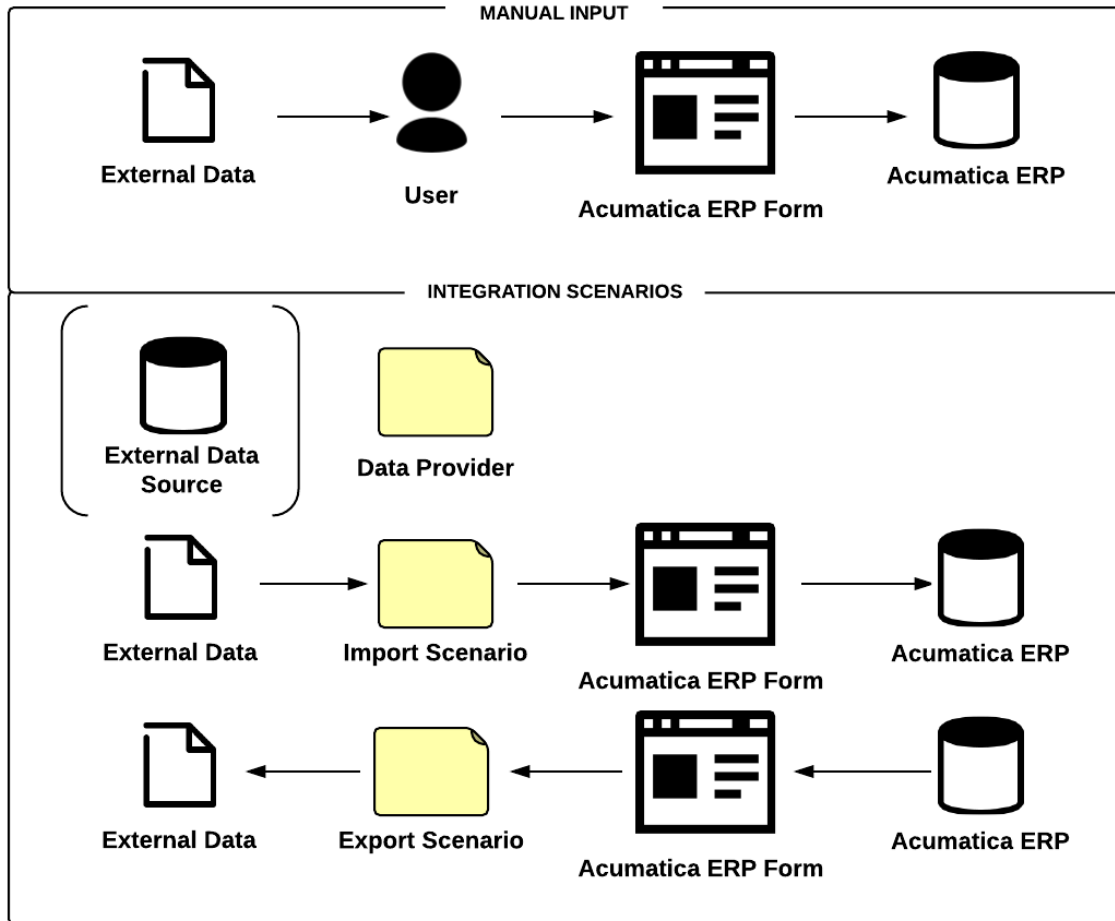 MANUAL INPUT
External Data
User
Acumatica ERP Form
Acumatica ERP
INTEGRATION SCENARIOS
External Data
Source
Data Provider
External Data
Import Scenario
Acumatica ERP Form
Acumatica ERP
External Data
Export Scenario
Acumatica ERP Form
Acumatica ERP